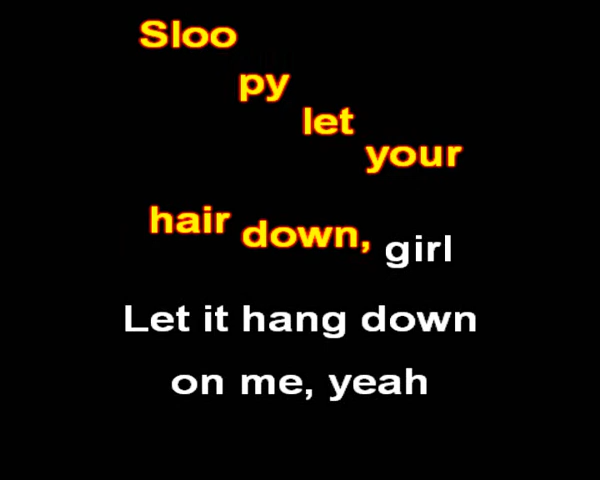 Sloo
py
let
your
hair down, girl
Let it hang down
on me, yeah